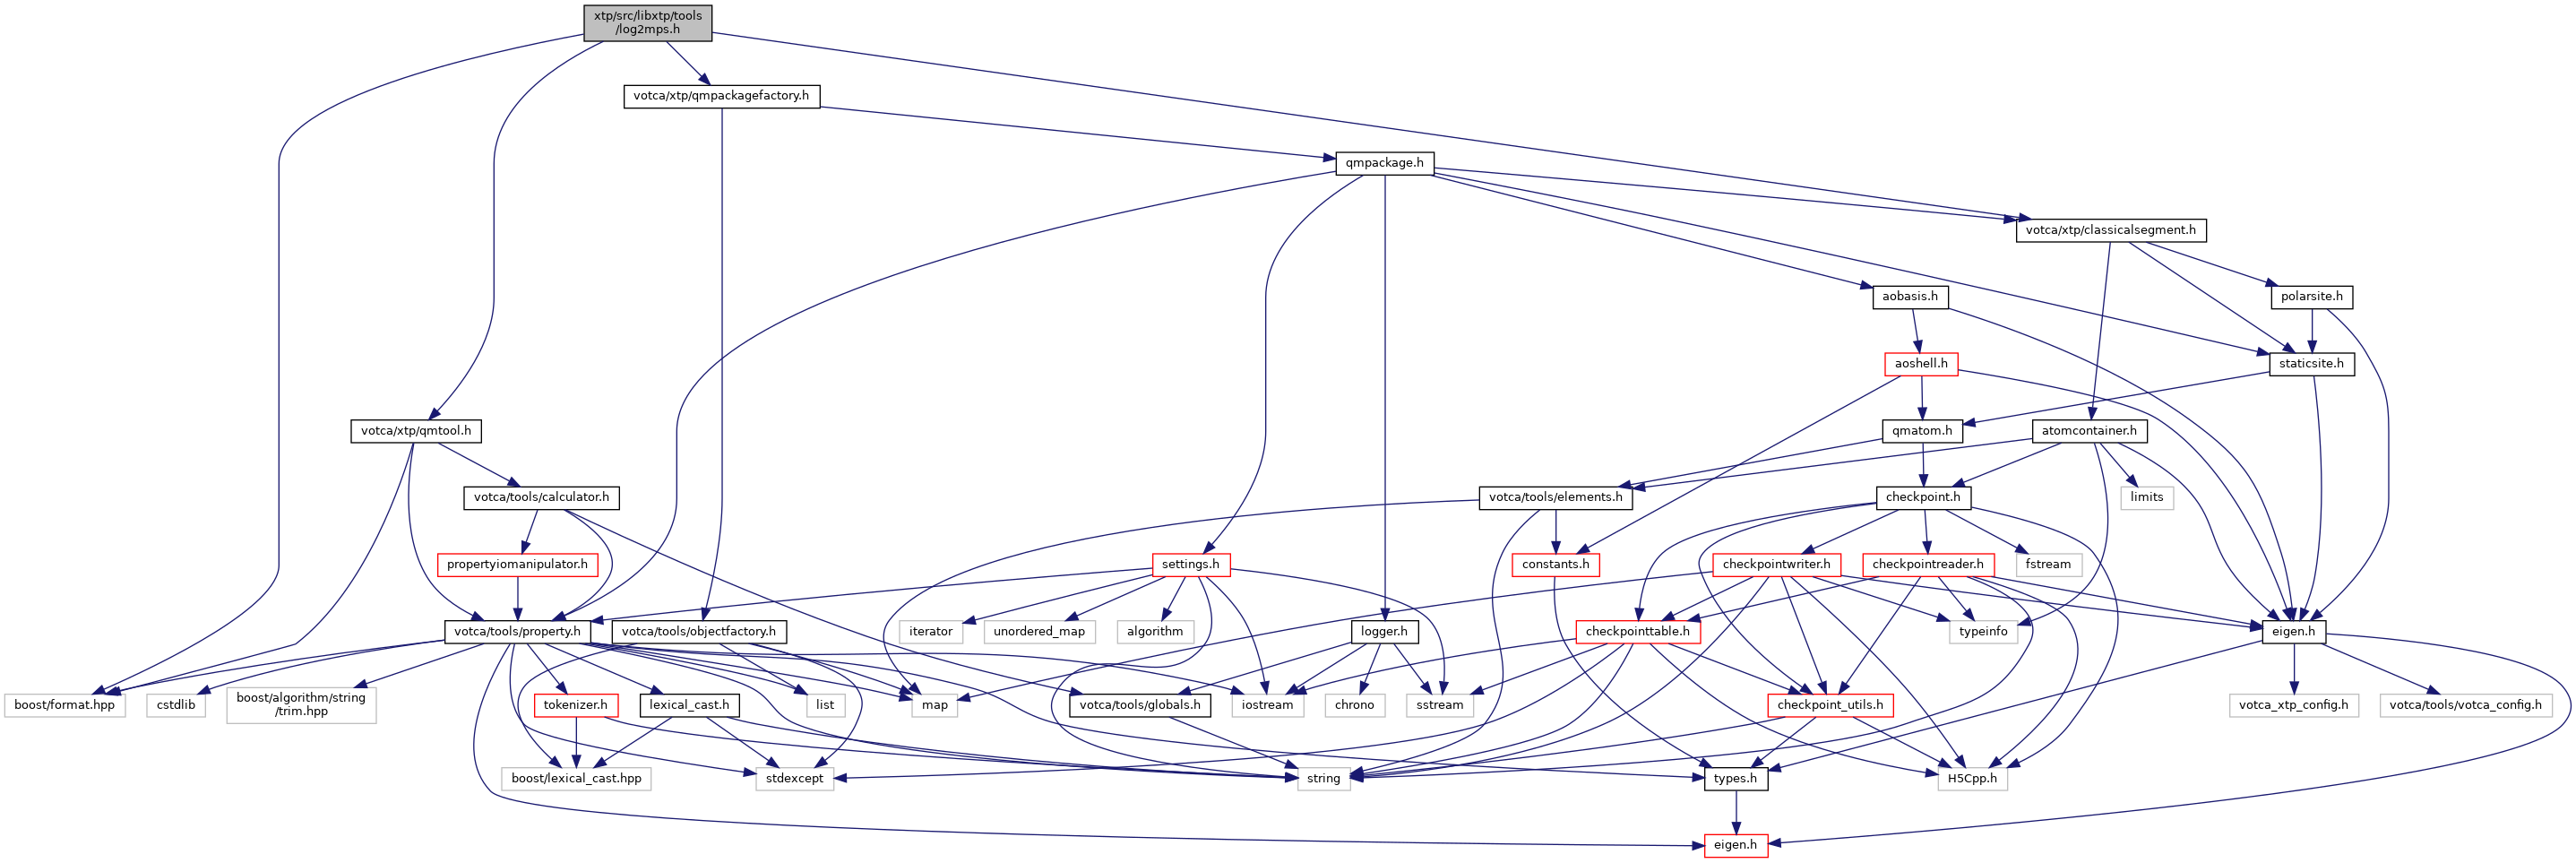 xtp/src/libxtp/tools
/log2mps.h
votca/xtp/qmpackagefactory.h
qmpackage.h
votca/xtp/classicalsegment.h
aobasis.h
polarsite.h
aoshell.h
staticsite.h
votca/xtp/qmtool.h
qmatom.h
atomcontainer.h
votca/tools/calculator.h
votca/tools/elements.h
checkpoint.h
limits
propertyiomanipulator.h
settings.h
constants.h
checkpointwriter.h
checkpointreader.h
fstream
votca/tools/property.h
votca/tools/objectfactory.h
iterator
unordered_map
algorithm
logger.h
checkpointtable.h
typeinfo
eigen.h
boost/format.hpp
cstdlib
boost/algorithm/string
/trim.hpp
tokenizer.h
lexical_cast.h
list
map
votca/tools/globals.h
iostream
chrono
sstream
checkpoint_utils.h
votca_xtp_config.h
votca/tools/votca_config.h
boost/lexical_cast.hpp
stdexcept
string
types.h
H5Cpp.h
eigen.h